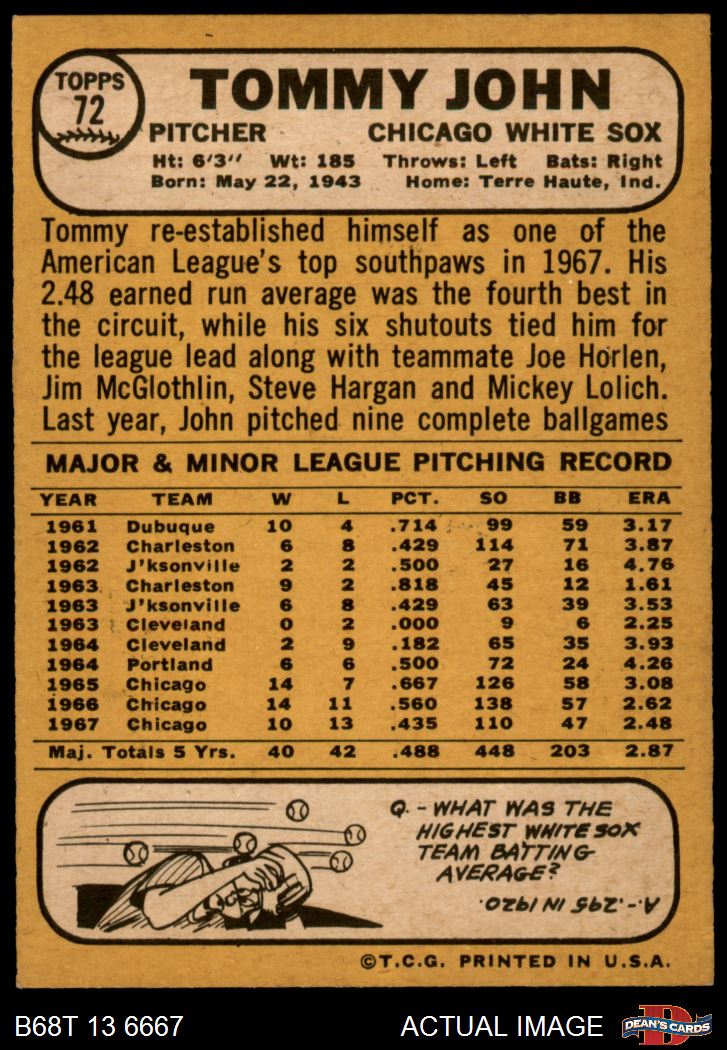 TOPPS
72
TOMMY JOHN
PITCHER CHICAGO WHITE SOX
Ht: 6'3'' Wt: 185 Throws: Left Bats: Right
Born: May 22, 1943 Home: Terre Haute, Ind.
Tommy re-established himself as one of the
American League's top southpaws in 1967. His
2.48 earned run average was the fourth best in
the circuit, while his six shutouts tied him for
the league lead along with teammate Joe Horlen,
Jim McGlothlin, Steve Hargan and Mickey Lolich.
Last year, John pitched nine complete ballgames
MAJOR & MINOR LEAGUE PITCHING RECORD
YEAR TEAM W L PCT. SO BB ERA
1961 Dubuque 10 4 .714 99 59 3.17
1962 Charleston 6 8 .429 114 71 3.87
1962 J'ksonville 2 2 .500 27 16 4.76
1963 Charleston 9 2 .818 45 12 1.61
1963 J'ksonville 6 8 .429 63 39 3.53
1963 Cleveland 0 2 .000 9 6 2.25
1964 Cleveland 2 9 .182 65 35 3.93
1964 Portland 6 6 .500 72 24 4.26
1965 Chicago 14 7 .667 126 58 3.08
1966 Chicago 14 11 .560 138 57 2.62
1967 Chicago 10 13 .435 110 47 2.48
Maj. Totals 5 Yrs. 40 42 .488 448 203 2.87
Q.-WHAT WAS THE
HIGHEST WHITE SOX
TEAM BATTING
AVERAGE?
A.-.295 IN 1920.
©T.C.G. PRINTED IN U.S.A.
B68T 13 6667 ACTUAL IMAGE D DEAN'S CARDS